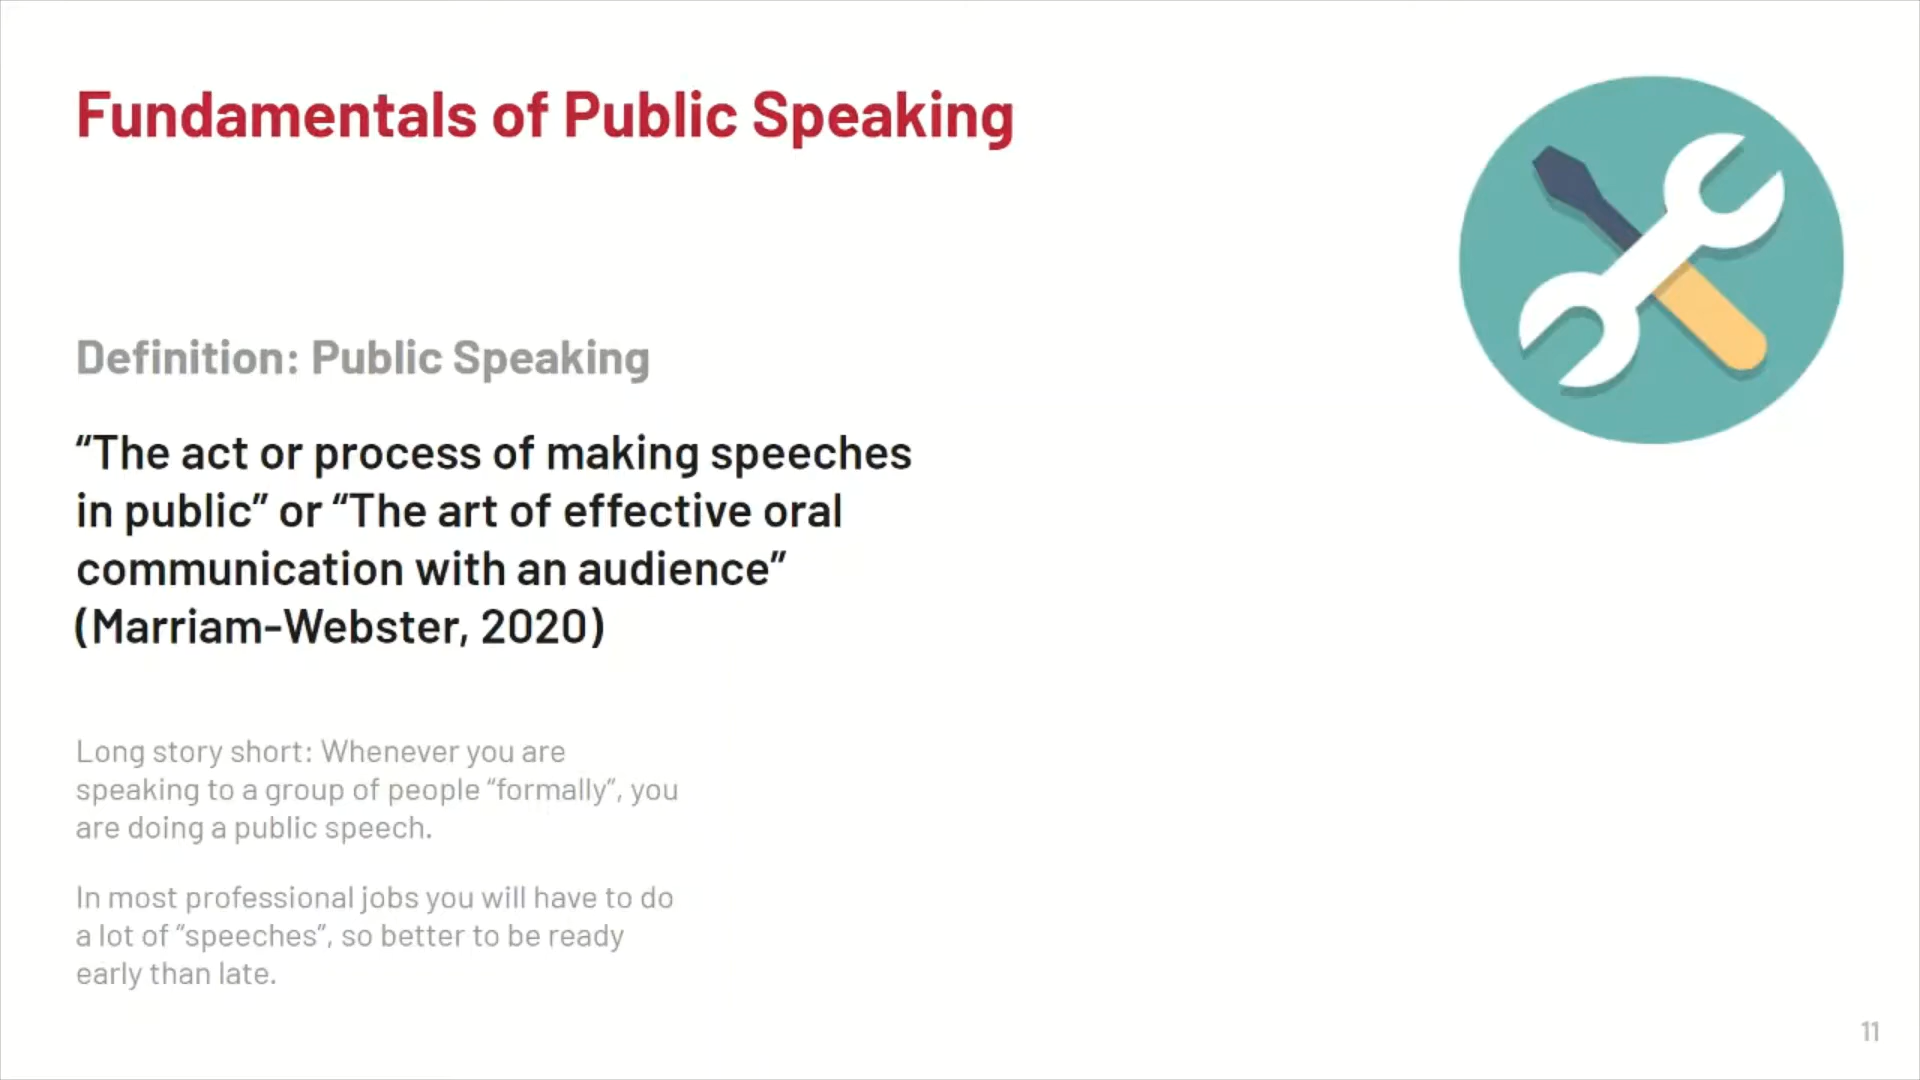 Fundamentals of Public Speaking
Definition: Public Speaking
“The act or process of making speeches
in public” or “The art of effective oral
communication with an audience”
(Marriam-Webster, 2020)
Long story short: Whenever you are
speaking to a group of people “formally”, you
are doing a public speech.
In most professional jobs you will have to do
a lot of “speeches”, so better to be ready
early than late.
11